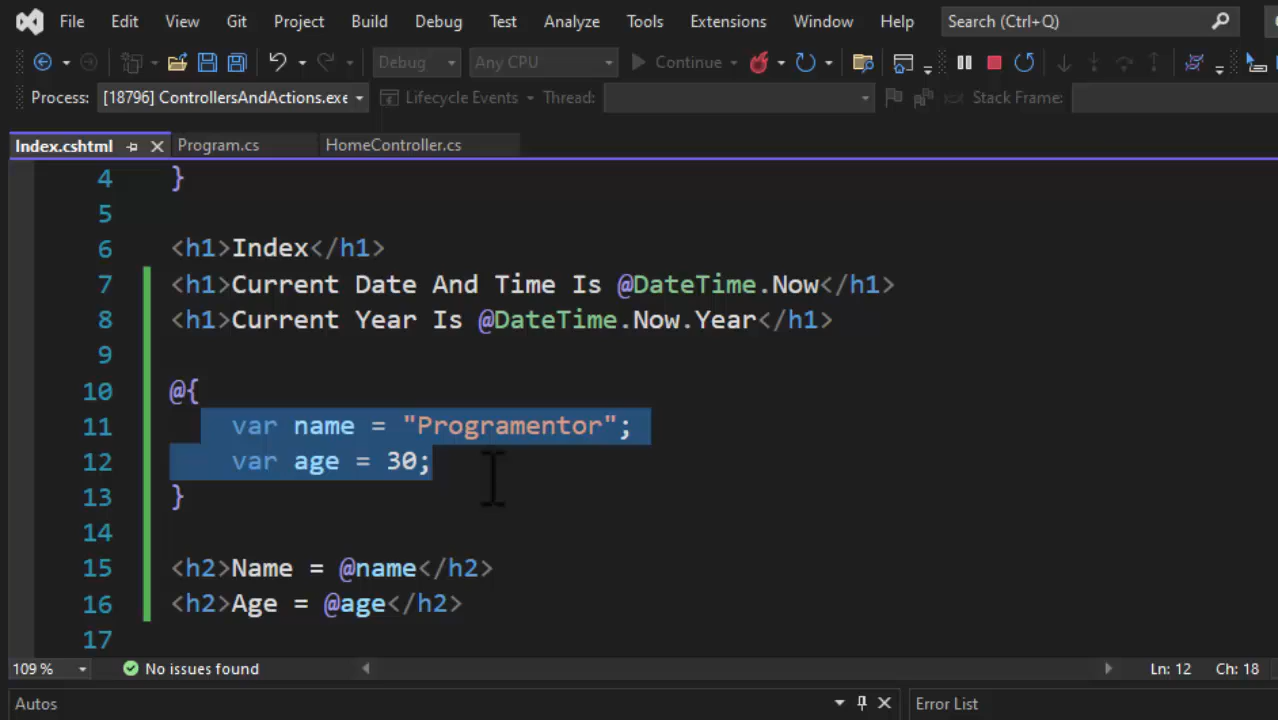 File Edit View Git Project Build Debug Test Analyze Tools Extensions Window Help Search (Ctrl+Q)
Debug Any CPU Continue
Process: [18796] ControllersAndActions.exe Lifecycle Events Thread: Stack Frame:
Index.cshtml Program.cs HomeController.cs
4 }
5
6 <h1>Index</h1>
7 <h1>Current Date And Time Is @DateTime.Now</h1>
8 <h1>Current Year Is @DateTime.Now.Year</h1>
9
10 @{
11 var name = "Programentor";
12 var age = 30;
13 }
14
15 <h2>Name = @name</h2>
16 <h2>Age = @age</h2>
17
109 % No issues found Ln: 12 Ch: 18
Autos Error List